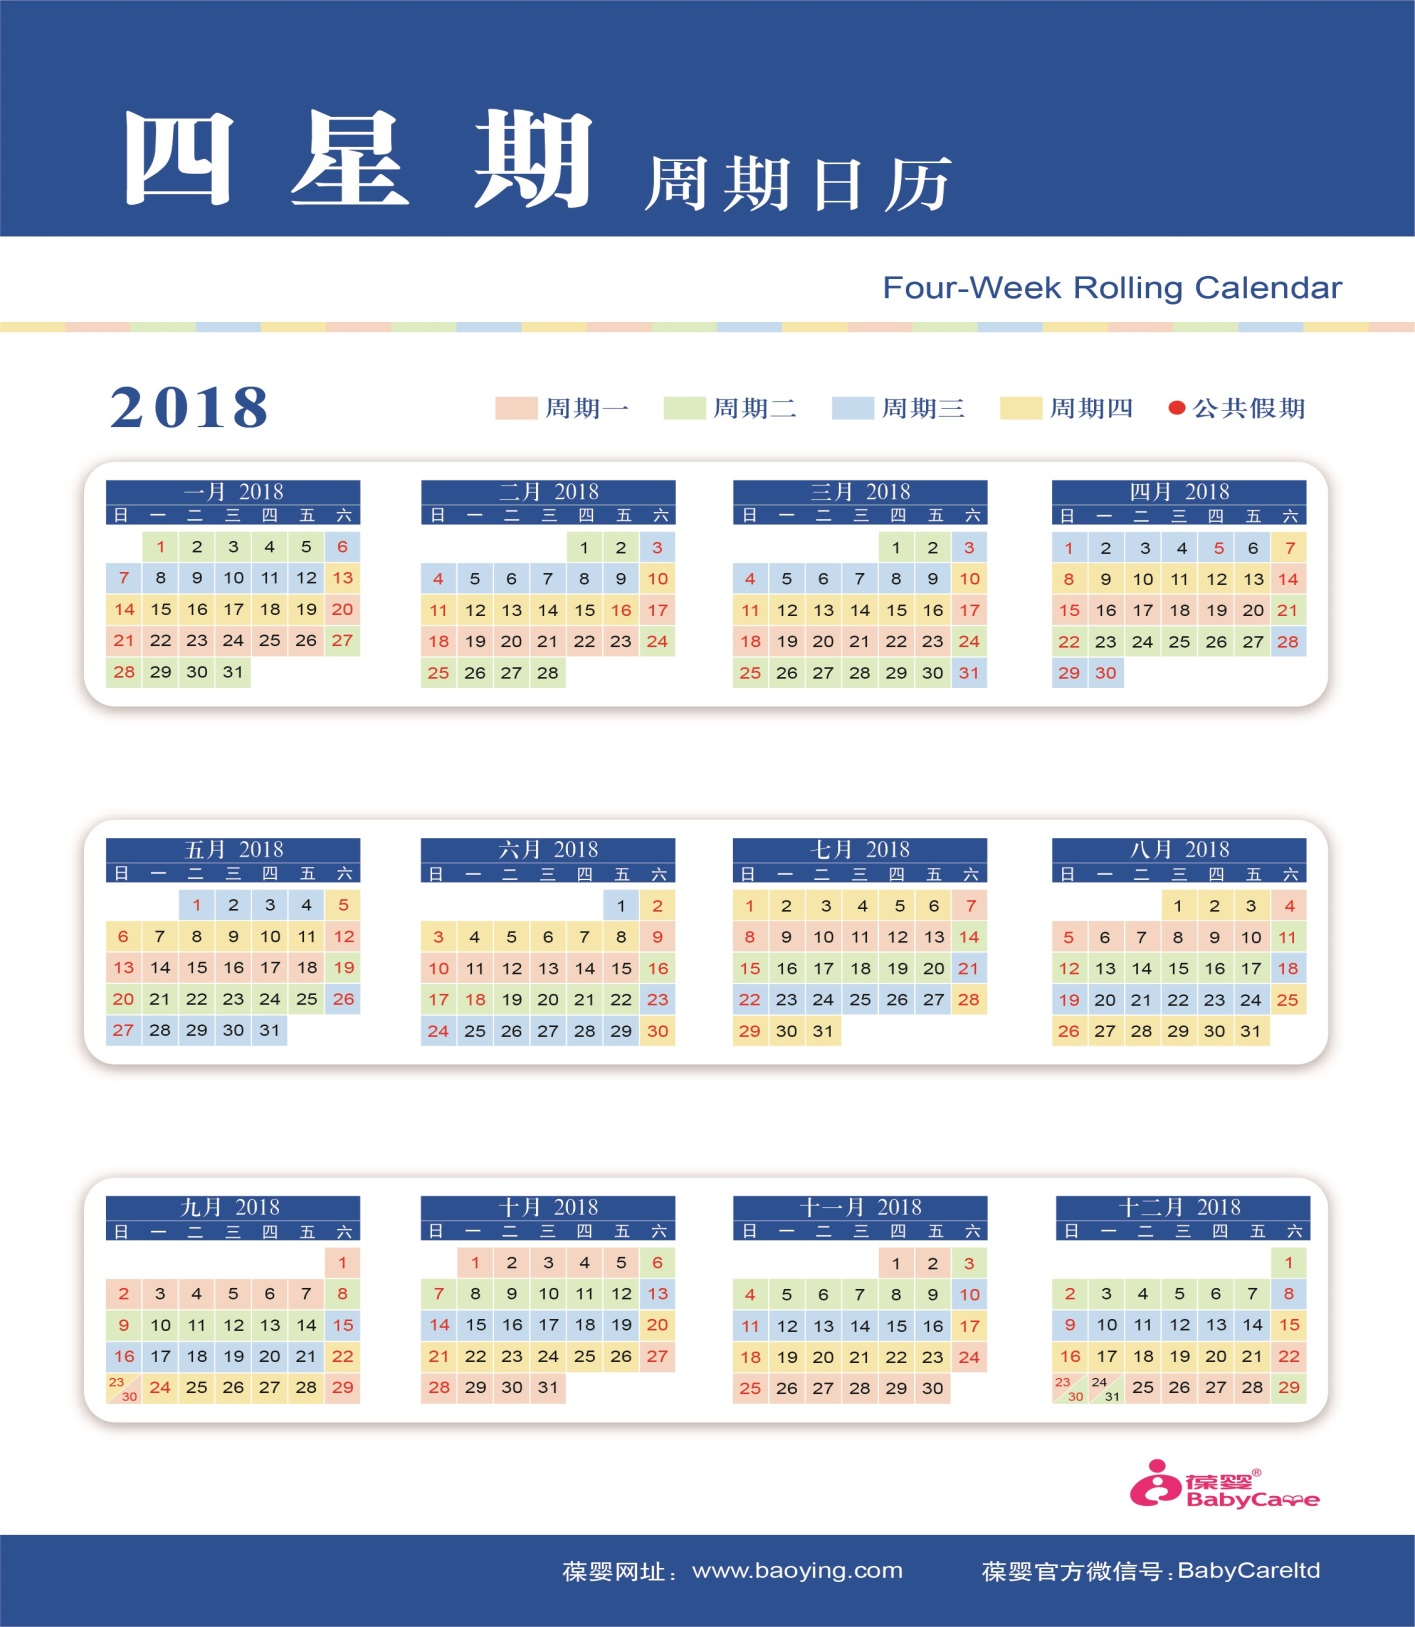 四星期 周期日历
Four-Week Rolling Calendar
2018 周期一 周期二 周期三 周期四 公共假期
一月 2018
日 一 二 三 四 五 六
1 2 3 4 5 6
7 8 9 10 11 12 13
14 15 16 17 18 19 20
21 22 23 24 25 26 27
28 29 30 31
二月 2018
日 一 二 三 四 五 六
1 2 3
4 5 6 7 8 9 10
11 12 13 14 15 16 17
18 19 20 21 22 23 24
25 26 27 28
三月 2018
日 一 二 三 四 五 六
1 2 3
4 5 6 7 8 9 10
11 12 13 14 15 16 17
18 19 20 21 22 23 24
25 26 27 28 29 30 31
四月 2018
日 一 二 三 四 五 六
1 2 3 4 5 6 7
8 9 10 11 12 13 14
15 16 17 18 19 20 21
22 23 24 25 26 27 28
29 30
五月 2018
日 一 二 三 四 五 六
1 2 3 4 5
6 7 8 9 10 11 12
13 14 15 16 17 18 19
20 21 22 23 24 25 26
27 28 29 30 31
六月 2018
日 一 二 三 四 五 六
1 2
3 4 5 6 7 8 9
10 11 12 13 14 15 16
17 18 19 20 21 22 23
24 25 26 27 28 29 30
七月 2018
日 一 二 三 四 五 六
1 2 3 4 5 6 7
8 9 10 11 12 13 14
15 16 17 18 19 20 21
22 23 24 25 26 27 28
29 30 31
八月 2018
日 一 二 三 四 五 六
1 2 3 4
5 6 7 8 9 10 11
12 13 14 15 16 17 18
19 20 21 22 23 24 25
26 27 28 29 30 31
九月 2018
日 一 二 三 四 五 六
1
2 3 4 5 6 7 8
9 10 11 12 13 14 15
16 17 18 19 20 21 22
23/30 24 25 26 27 28 29
十月 2018
日 一 二 三 四 五 六
1 2 3 4 5 6
7 8 9 10 11 12 13
14 15 16 17 18 19 20
21 22 23 24 25 26 27
28 29 30 31
十一月 2018
日 一 二 三 四 五 六
1 2 3
4 5 6 7 8 9 10
11 12 13 14 15 16 17
18 19 20 21 22 23 24
25 26 27 28 29 30
十二月 2018
日 一 二 三 四 五 六
1
2 3 4 5 6 7 8
9 10 11 12 13 14 15
16 17 18 19 20 21 22
23/30 24/31 25 26 27 28 29
葆婴®
BabyCare
葆婴网址：www.baoying.com 葆婴官方微信号：BabyCareltd